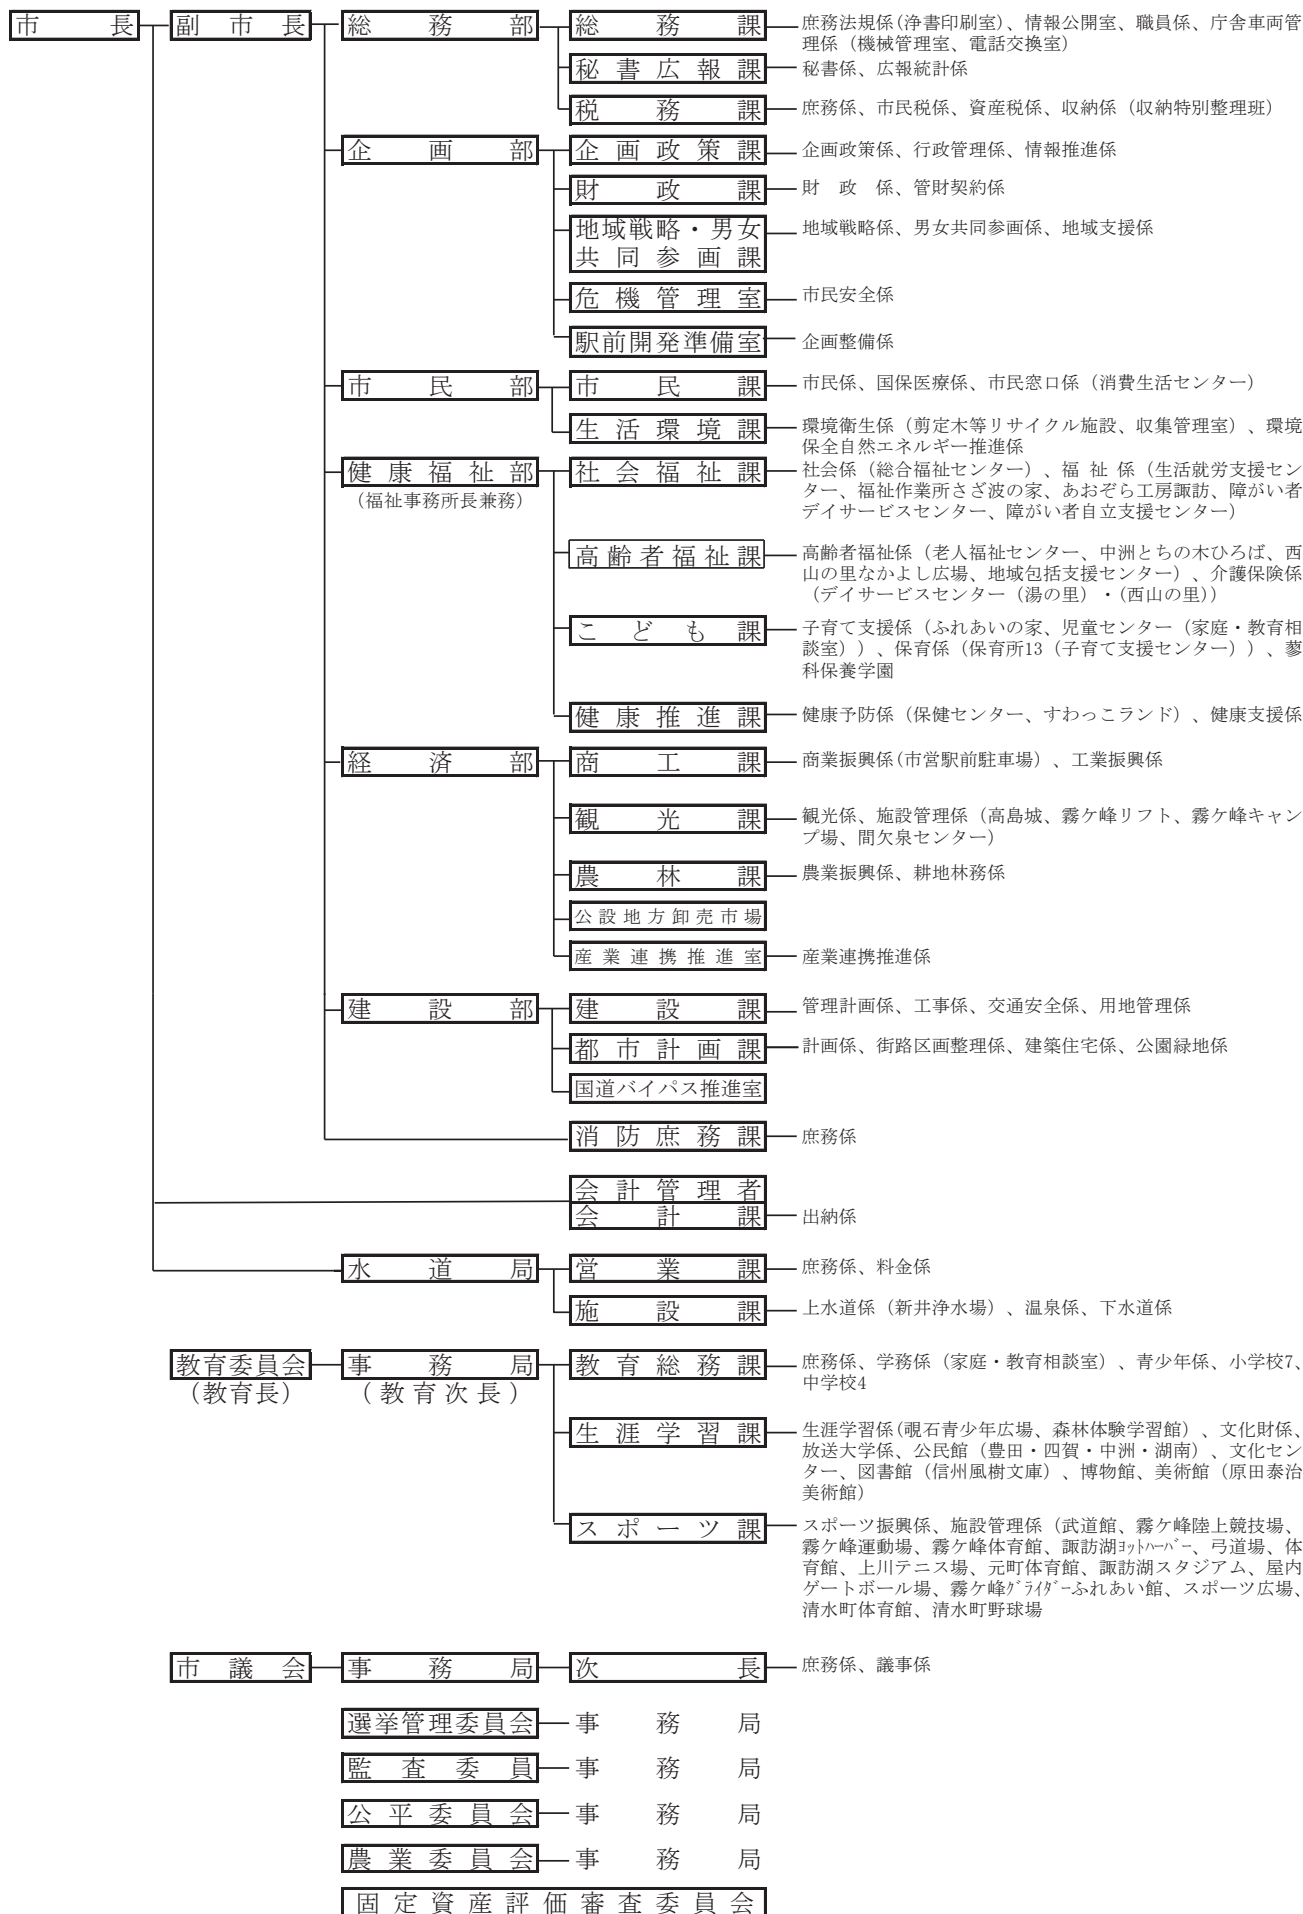 市長 副市長 総務部 総務課 庶務法規係(浄書印刷室)、情報公開室、職員係、庁舎車両管
理係（機械管理室、電話交換室）
秘書広報課 秘書係、広報統計係
税務課 庶務係、市民税係、資産税係、収納係（収納特別整理班）
企画部 企画政策課 企画政策係、行政管理係、情報推進係
財政課 財　政　係、管財契約係
地域戦略・男女 地域戦略係、男女共同参画係、地域支援係
共同参画課
危機管理室 市民安全係
駅前開発準備室 企画整備係
市民部 市民課 市民係、国保医療係、市民窓口係（消費生活センター）
生活環境課 環境衛生係（剪定木等リサイクル施設、収集管理室）、環境
保全自然エネルギー推進係
健康福祉部 社会福祉課 社会係（総合福祉センター）、福 祉 係（生活就労支援セン
（福祉事務所長兼務） ター、福祉作業所さざ波の家、あおぞら工房諏訪、障がい者
デイサービスセンター、障がい者自立支援センター）
高齢者福祉課 高齢者福祉係（老人福祉センター、中洲とちの木ひろば、西
山の里なかよし広場、地域包括支援センター）、介護保険係
（デイサービスセンター（湯の里）・（西山の里））
こども課 子育て支援係（ふれあいの家、児童センター（家庭・教育相
談室））、保育係（保育所13（子育て支援センター））、蓼
科保養学園
健康推進課 健康予防係（保健センター、すわっこランド）、健康支援係
経済部 商工課 商業振興係(市営駅前駐車場）、工業振興係
観光課 観光係、施設管理係（高島城、霧ケ峰リフト、霧ケ峰キャン
プ場、間欠泉センター）
農林課 農業振興係、耕地林務係
公設地方卸売市場
産業連携推進室 産業連携推進係
建設部 建設課 管理計画係、工事係、交通安全係、用地管理係
都市計画課 計画係、街路区画整理係、建築住宅係、公園緑地係
国道バイパス推進室
消防庶務課 庶務係
会計管理者
会計課 出納係
水道局 営業課 庶務係、料金係
施設課 上水道係（新井浄水場）、温泉係、下水道係
教育委員会 事務局 教育総務課 庶務係、学務係（家庭・教育相談室）、青少年係、小学校7、
（教育長） （教育次長） 中学校4
生涯学習課 生涯学習係(覗石青少年広場、森林体験学習館）、文化財係、
放送大学係、公民館（豊田・四賀・中洲・湖南）、文化セン
ター、図書館（信州風樹文庫）、博物館、美術館（原田泰治
美術館）
スポーツ課 スポーツ振興係、施設管理係（武道館、霧ケ峰陸上競技場、
霧ケ峰運動場、霧ケ峰体育館、諏訪湖ﾖｯﾄﾊｰﾊﾞｰ、弓道場、体
育館、上川テニス場、元町体育館、諏訪湖スタジアム、屋内
ゲートボール場、霧ケ峰ｸﾞﾗｲﾀﾞｰふれあい館、スポーツ広場、
清水町体育館、清水町野球場
市議会 事務局 次長 庶務係、議事係
選挙管理委員会 事務局
監査委員 事務局
公平委員会 事務局
農業委員会 事務局
固定資産評価審査委員会